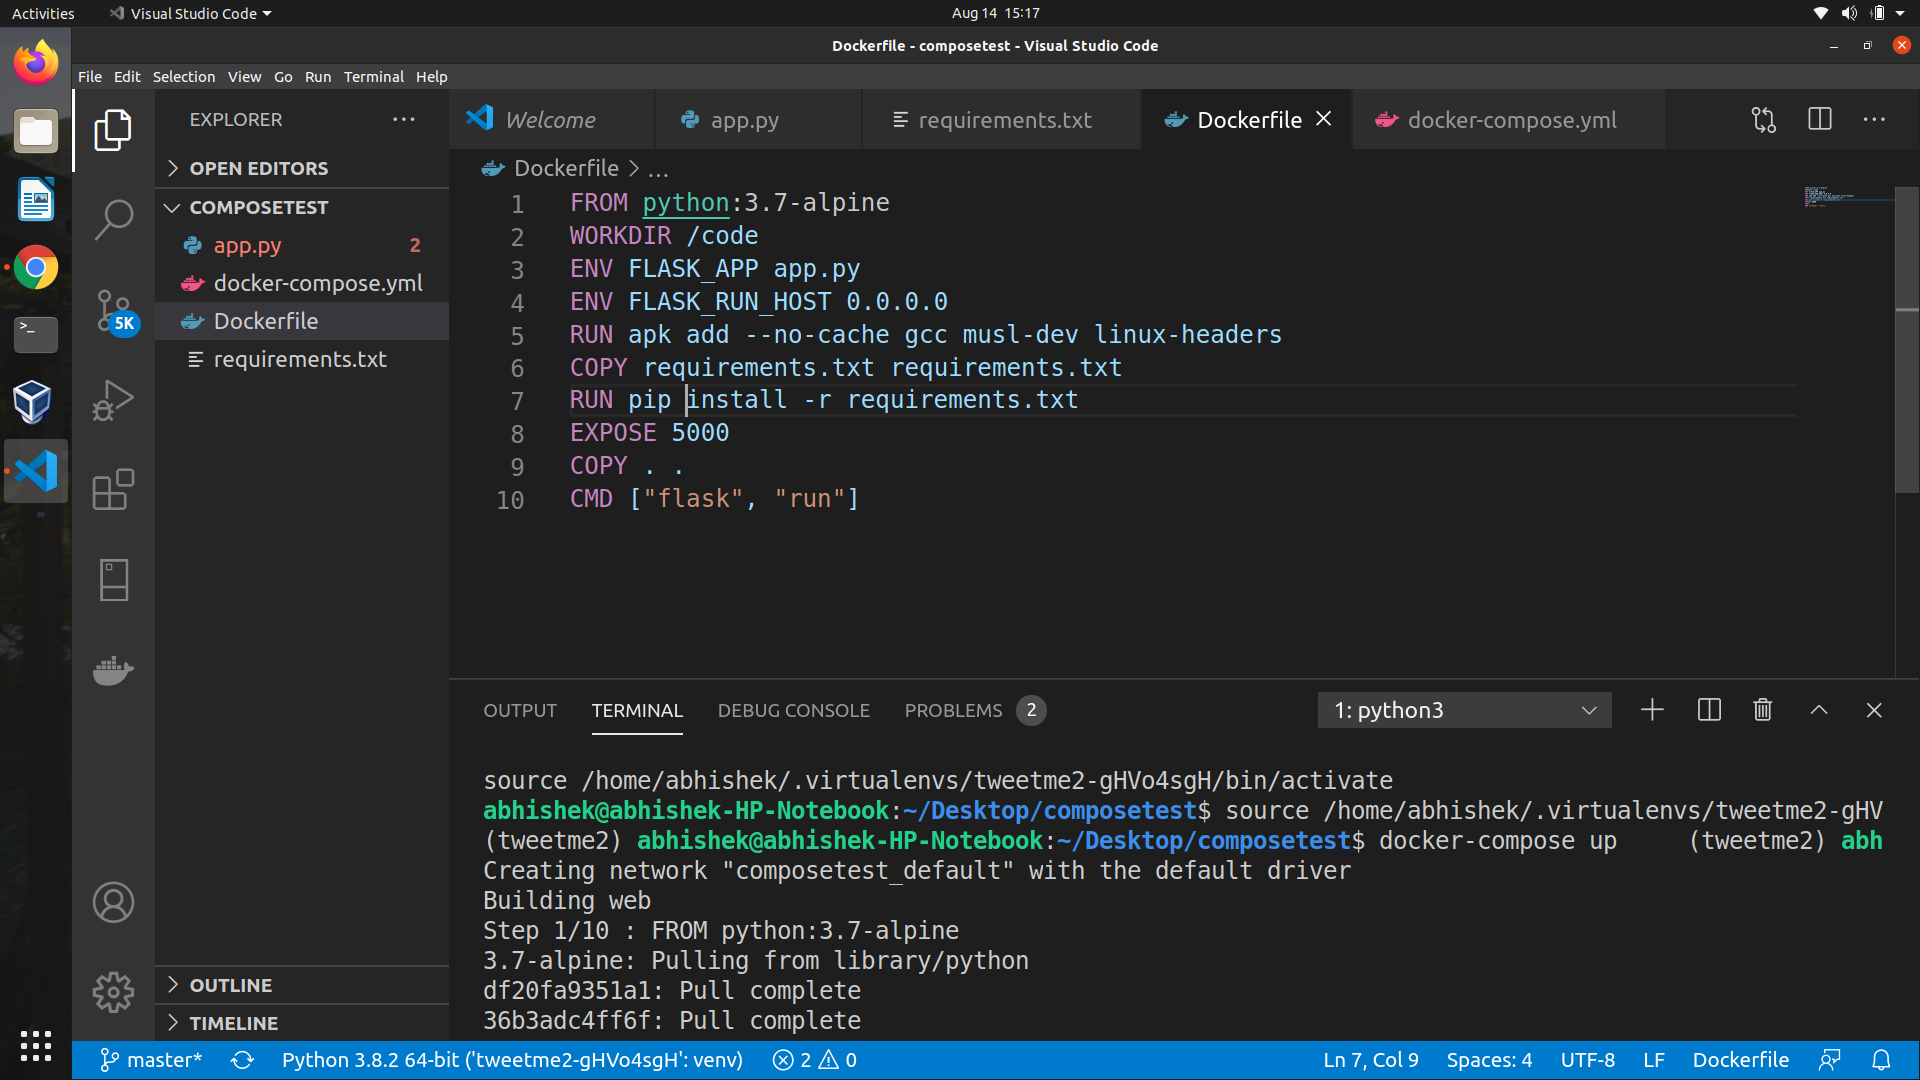 Activities
Visual Studio Code
Aug 14 15:17
Dockerfile - composetest - Visual Studio Code
File Edit Selection View Go Run Terminal Help
EXPLORER
Welcome
app.py
requirements.txt
Dockerfile
docker-compose.yml
OPEN EDITORS
COMPOSETEST
app.py 2
docker-compose.yml
Dockerfile
requirements.txt
5K
OUTLINE
TIMELINE
Dockerfile > ...
1 FROM python:3.7-alpine
2 WORKDIR /code
3 ENV FLASK_APP app.py
4 ENV FLASK_RUN_HOST 0.0.0.0
5 RUN apk add --no-cache gcc musl-dev linux-headers
6 COPY requirements.txt requirements.txt
7 RUN pip install -r requirements.txt
8 EXPOSE 5000
9 COPY . .
10 CMD ["flask", "run"]
OUTPUT TERMINAL DEBUG CONSOLE PROBLEMS 2
1: python3
source /home/abhishek/.virtualenvs/tweetme2-gHVo4sgH/bin/activate
abhishek@abhishek-HP-Notebook:~/Desktop/composetest$ source /home/abhishek/.virtualenvs/tweetme2-gHV
(tweetme2) abhishek@abhishek-HP-Notebook:~/Desktop/composetest$ docker-compose up (tweetme2) abh
Creating network "composetest_default" with the default driver
Building web
Step 1/10 : FROM python:3.7-alpine
3.7-alpine: Pulling from library/python
df20fa9351a1: Pull complete
36b3adc4ff6f: Pull complete
master* Python 3.8.2 64-bit ('tweetme2-gHVo4sgH': venv) 2 0 Ln 7, Col 9 Spaces: 4 UTF-8 LF Dockerfile